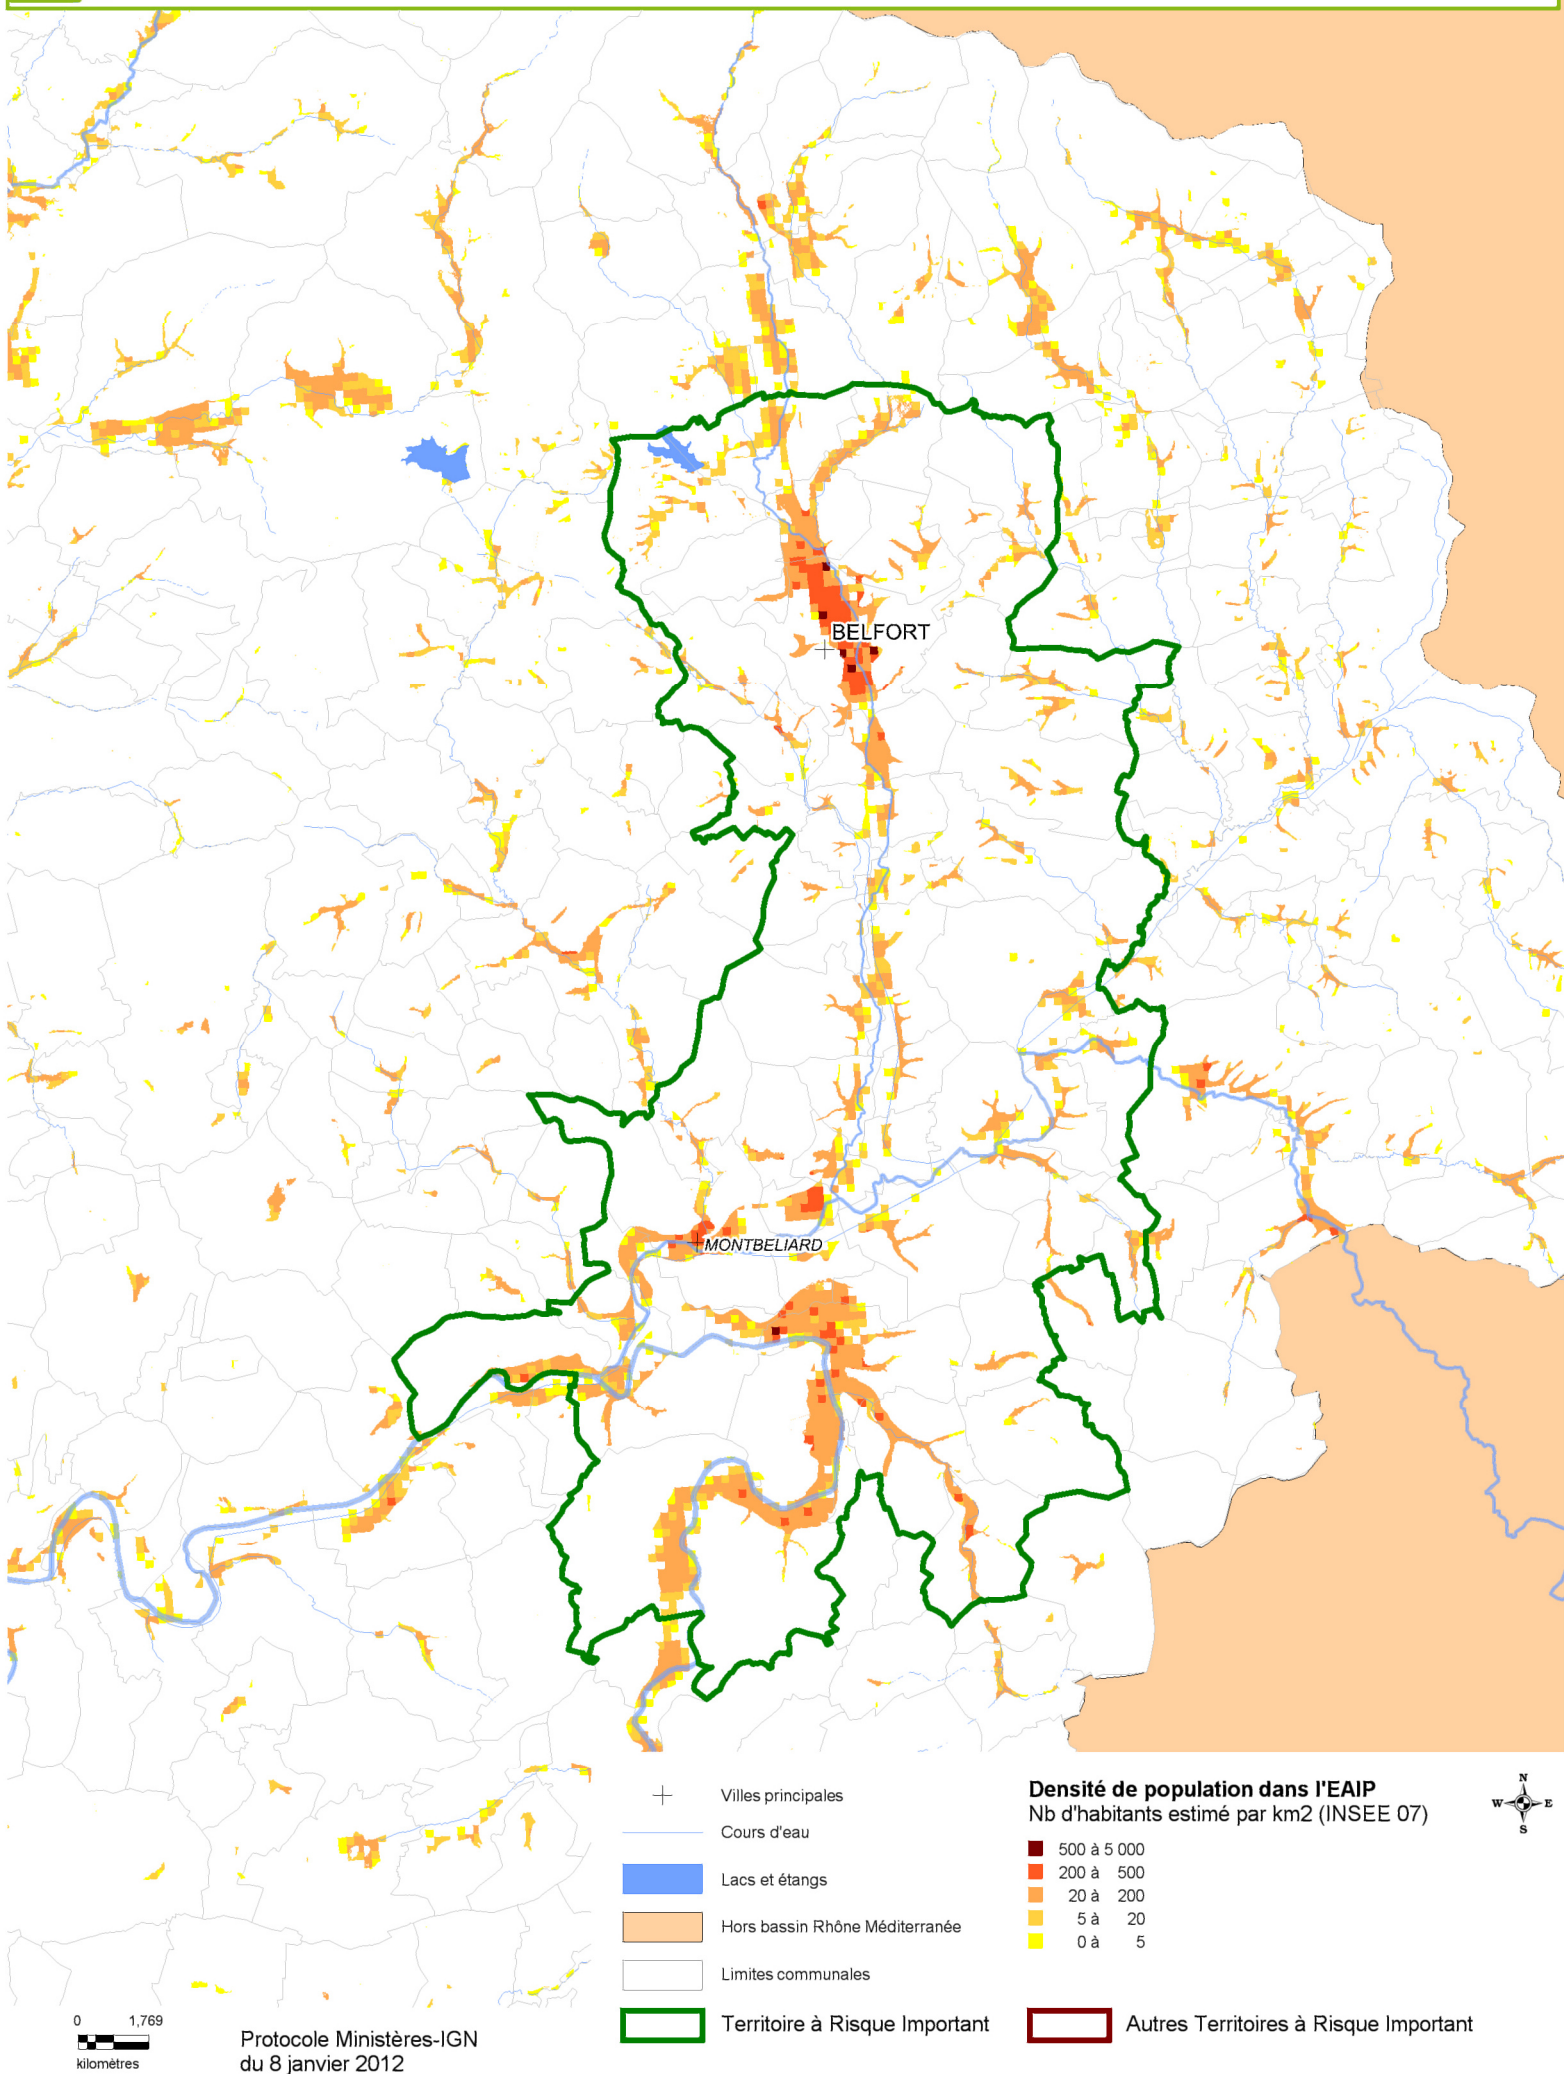 BELFORT
MONTBELIARD
Villes principales
Cours d'eau
Lacs et étangs
Hors bassin Rhône Méditerranée
Limites communales
Territoire à Risque Important
Densité de population dans l'EAIP
Nb d'habitants estimé par km2 (INSEE 07)
500 à 5 000
200 à 500
20 à 200
5 à 20
0 à 5
Autres Territoires à Risque Important
N
W E
S
0 1,769
kilomètres
Protocole Ministères-IGN
du 8 janvier 2012